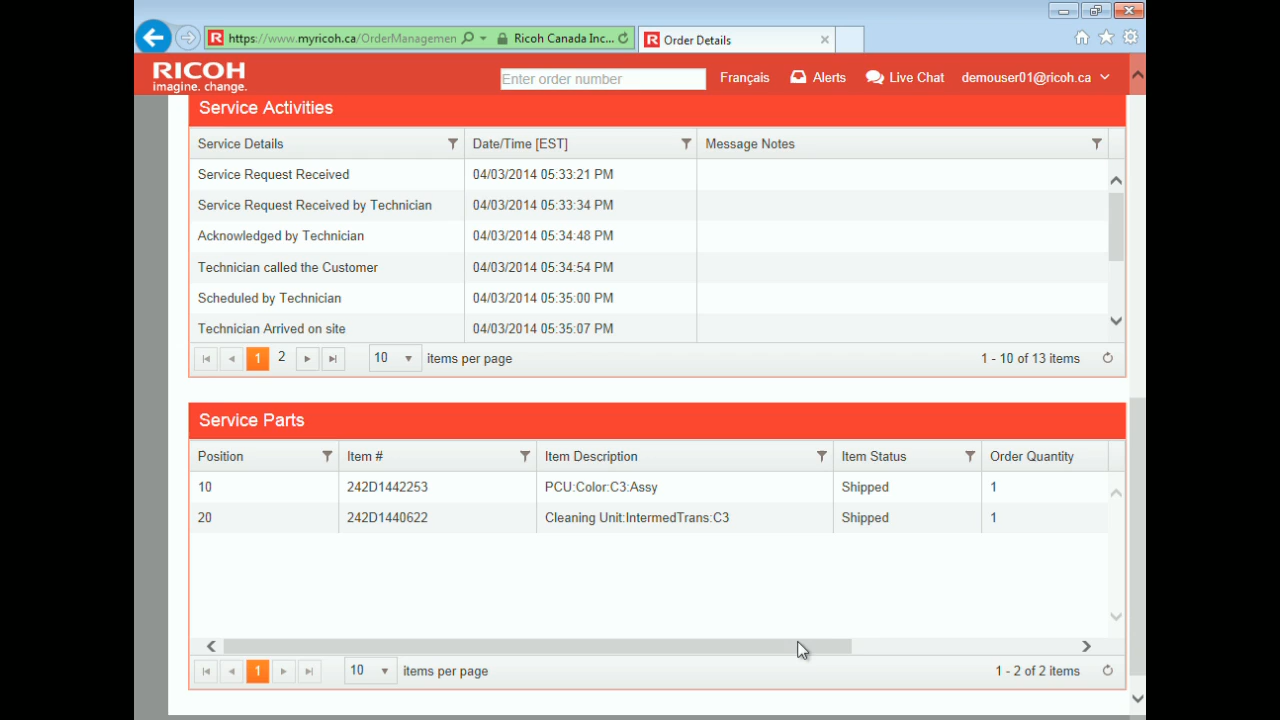 https://www.myricoh.ca/OrderManagemen Ricoh Canada Inc... Order Details
RICOH
imagine. change.
Enter order number Français Alerts Live Chat demouser01@ricoh.ca
Service Activities
Service Details Date/Time [EST] Message Notes
Service Request Received 04/03/2014 05:33:21 PM
Service Request Received by Technician 04/03/2014 05:33:34 PM
Acknowledged by Technician 04/03/2014 05:34:48 PM
Technician called the Customer 04/03/2014 05:34:54 PM
Scheduled by Technician 04/03/2014 05:35:00 PM
Technician Arrived on site 04/03/2014 05:35:07 PM
1 2 10 items per page 1 - 10 of 13 items
Service Parts
Position Item # Item Description Item Status Order Quantity
10 242D1442253 PCU:Color:C3:Assy Shipped 1
20 242D1440622 Cleaning Unit:IntermedTrans:C3 Shipped 1
1 10 items per page 1 - 2 of 2 items